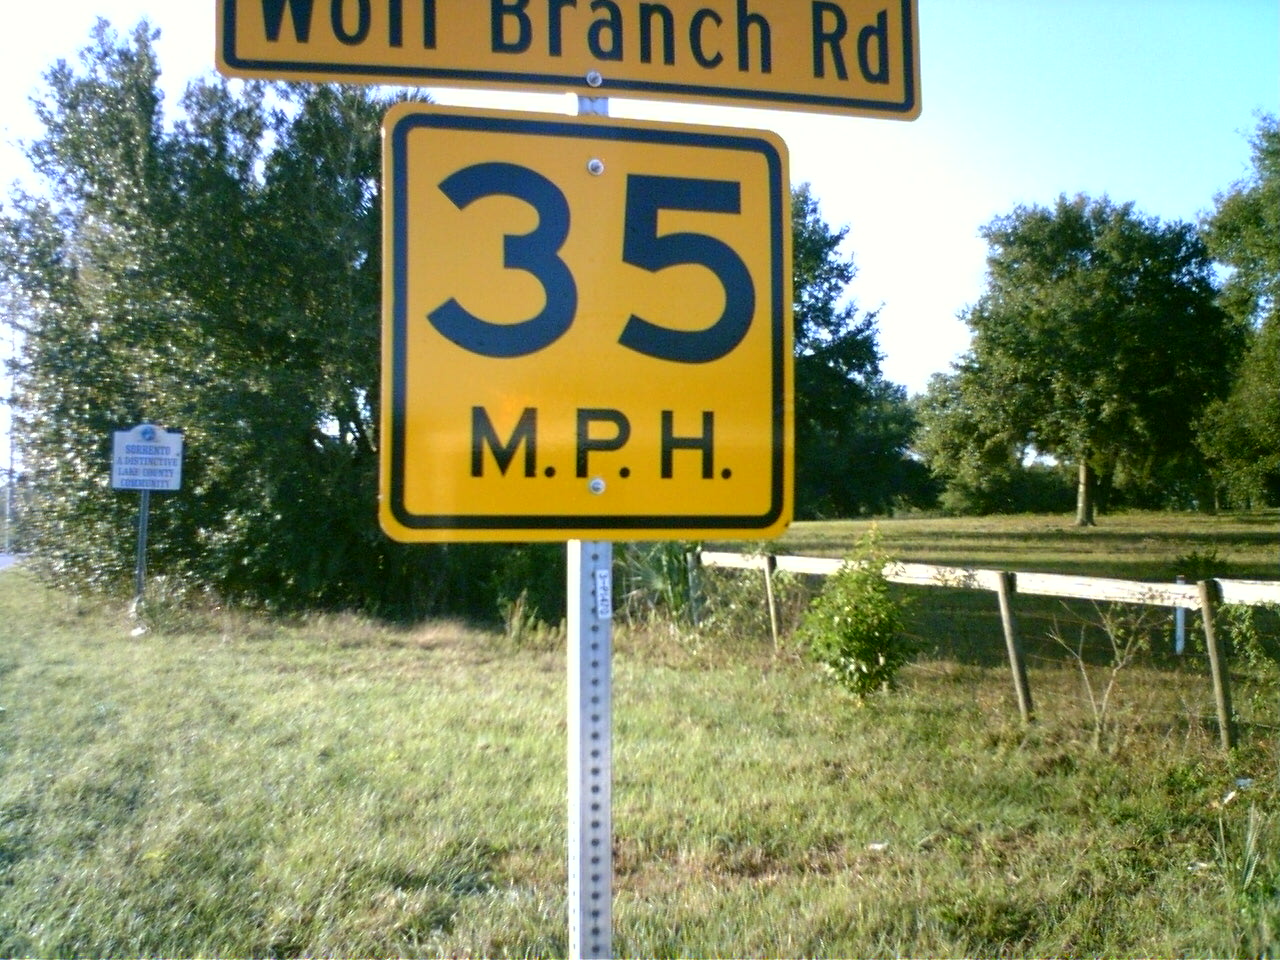 Wolf Branch Rd
35
M.P.H.
SORRENTO
A DISTINCTIVE
LAKE COUNTY
COMMUNITY